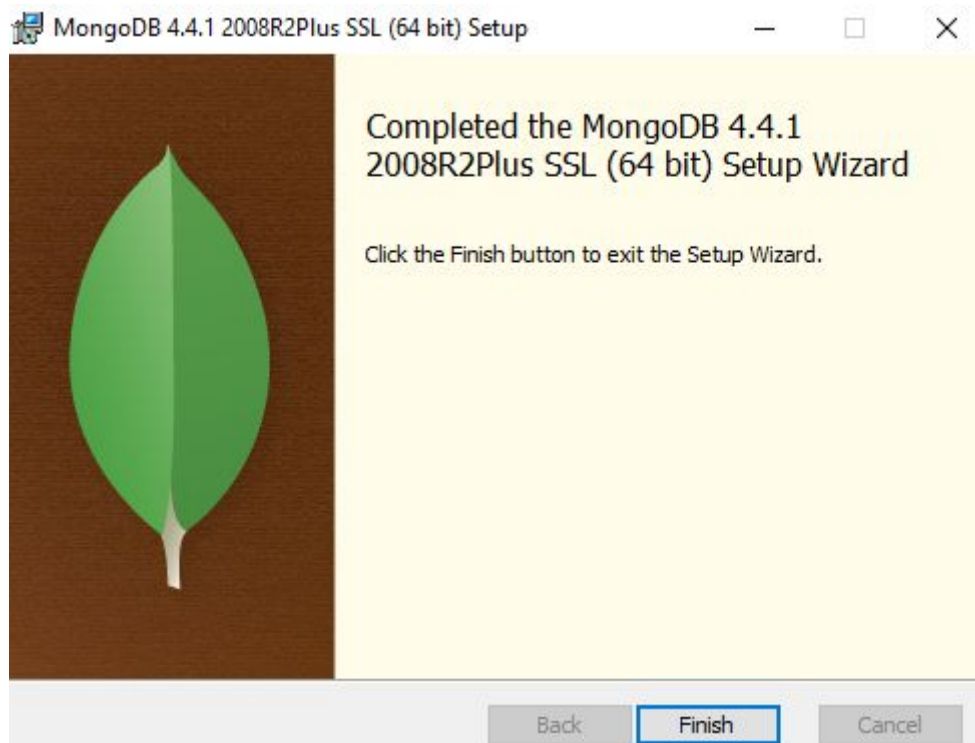 MongoDB 4.4.1 2008R2Plus SSL (64 bit) Setup
Completed the MongoDB 4.4.1
2008R2Plus SSL (64 bit) Setup Wizard
Click the Finish button to exit the Setup Wizard.
Back Finish Cancel